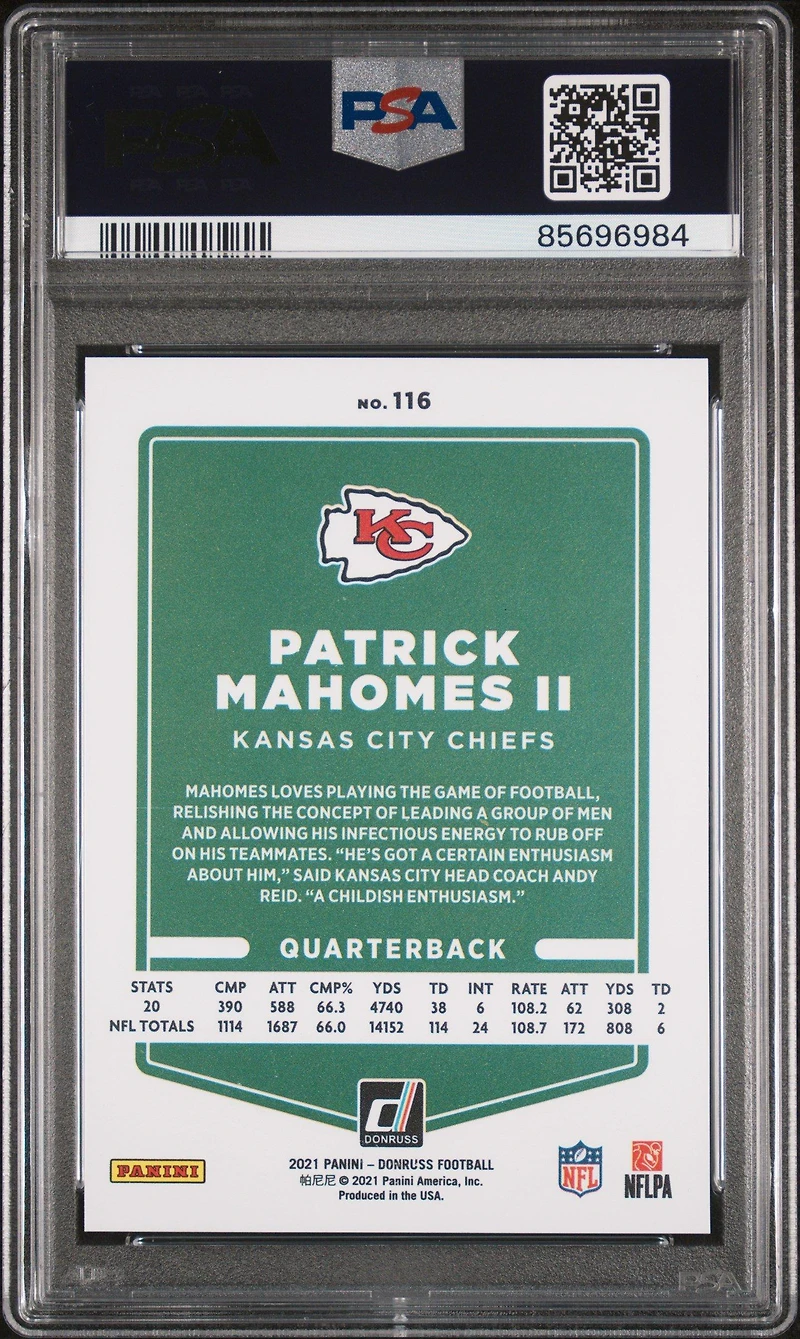 PSA
85696984
NO. 116
KC
PATRICK
MAHOMES II
KANSAS CITY CHIEFS
MAHOMES LOVES PLAYING THE GAME OF FOOTBALL,
RELISHING THE CONCEPT OF LEADING A GROUP OF MEN
AND ALLOWING HIS INFECTIOUS ENERGY TO RUB OFF
ON HIS TEAMMATES. “HE’S GOT A CERTAIN ENTHUSIASM
ABOUT HIM,” SAID KANSAS CITY HEAD COACH ANDY
REID. “A CHILDISH ENTHUSIASM.”
QUARTERBACK
STATS CMP ATT CMP% YDS TD INT RATE ATT YDS TD
20 390 588 66.3 4740 38 6 108.2 62 308 2
NFL TOTALS 1114 1687 66.0 14152 114 24 108.7 172 808 6
d
DONRUSS
PANINI
2021 PANINI – DONRUSS FOOTBALL
帕尼尼 © 2021 Panini America, Inc.
Produced in the USA.
NFL
NFLPA
PSA